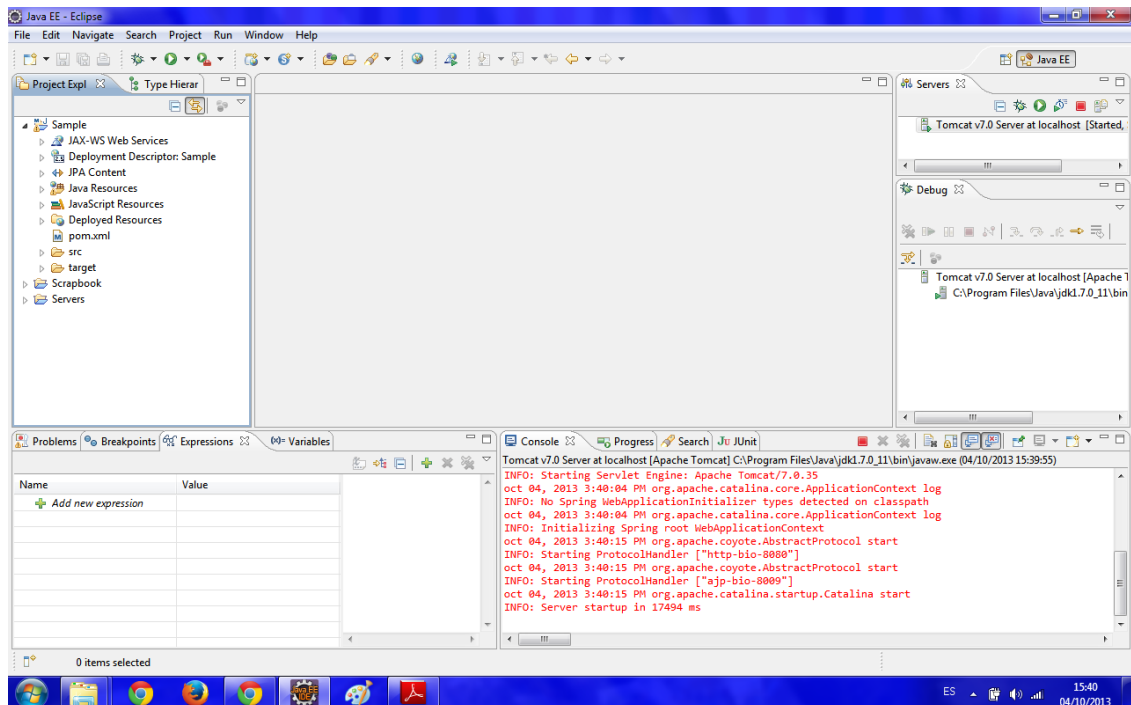 Java EE - Eclipse
File Edit Navigate Search Project Run Window Help
Java EE
Project Expl
Type Hierar
Sample
JAX-WS Web Services
Deployment Descriptor: Sample
JPA Content
Java Resources
JavaScript Resources
Deployed Resources
pom.xml
src
target
Scrapbook
Servers
Servers
Tomcat v7.0 Server at localhost [Started,
Debug
Tomcat v7.0 Server at localhost [Apache T
C:\Program Files\Java\jdk1.7.0_11\bin
Problems Breakpoints Expressions (x)= Variables
Name Value
Add new expression
Console Progress Search JUnit
Tomcat v7.0 Server at localhost [Apache Tomcat] C:\Program Files\Java\jdk1.7.0_11\bin\javaw.exe (04/10/2013 15:39:55)
INFO: Starting Servlet Engine: Apache Tomcat/7.0.35
oct 04, 2013 3:40:04 PM org.apache.catalina.core.ApplicationContext log
INFO: No Spring WebApplicationInitializer types detected on classpath
oct 04, 2013 3:40:04 PM org.apache.catalina.core.ApplicationContext log
INFO: Initializing Spring root WebApplicationContext
oct 04, 2013 3:40:15 PM org.apache.coyote.AbstractProtocol start
INFO: Starting ProtocolHandler ["http-bio-8080"]
oct 04, 2013 3:40:15 PM org.apache.coyote.AbstractProtocol start
INFO: Starting ProtocolHandler ["ajp-bio-8009"]
oct 04, 2013 3:40:15 PM org.apache.catalina.startup.Catalina start
INFO: Server startup in 17494 ms
0 items selected
Java EE
IDE
ES
15:40
04/10/2013